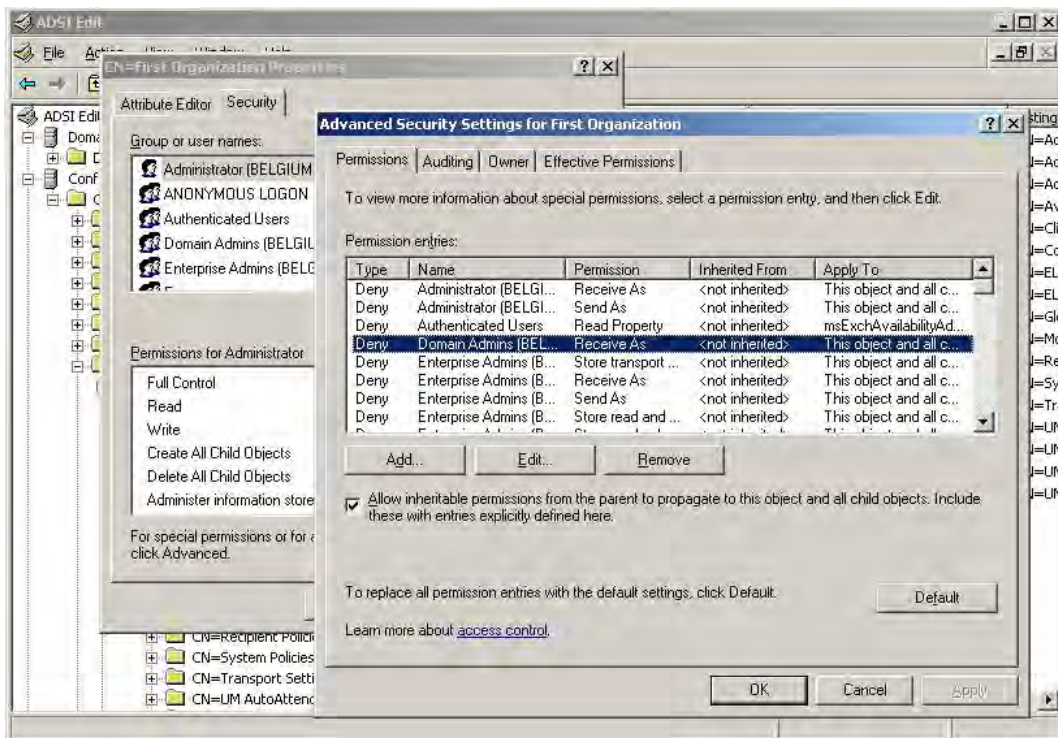 ADSI Edit
File
CN=First Organization Properties
Attribute Editor Security
Group or user names:
Administrator (BELGIUM
ANONYMOUS LOGON
Authenticated Users
Domain Admins (BELGIU
Enterprise Admins (BELG
Permissions for Administrator
Full Control
Read
Write
Create All Child Objects
Delete All Child Objects
Administer information store
For special permissions or for a
click Advanced.
ADSI Edit
Doma
Conf
CN=Recipient Polici
CN=System Policies
CN=Transport Setti
CN=UM AutoAttend
Advanced Security Settings for First Organization
Permissions Auditing Owner Effective Permissions
To view more information about special permissions, select a permission entry, and then click Edit.
Permission entries:
Type Name Permission Inherited From Apply To
Deny Administrator (BELGI... Receive As <not inherited> This object and all c...
Deny Administrator (BELGI... Send As <not inherited> This object and all c...
Deny Authenticated Users Read Property <not inherited> msExchAvailabilityAd...
Deny Domain Admins (BEL... Receive As <not inherited> This object and all c...
Deny Enterprise Admins (B... Store transport ... <not inherited> This object and all c...
Deny Enterprise Admins (B... Receive As <not inherited> This object and all c...
Deny Enterprise Admins (B... Send As <not inherited> This object and all c...
Deny Enterprise Admins (B... Store read and ... <not inherited> This object and all c...
Add... Edit... Remove
Allow inheritable permissions from the parent to propagate to this object and all child objects. Include
these with entries explicitly defined here.
To replace all permission entries with the default settings, click Default.
Default
Learn more about access control.
OK Cancel Apply